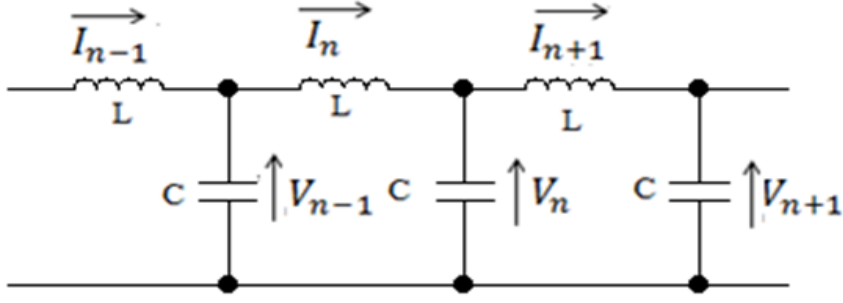 I_{n-1} I_n I_{n+1}
L L L
C V_{n-1} C V_n C V_{n+1}